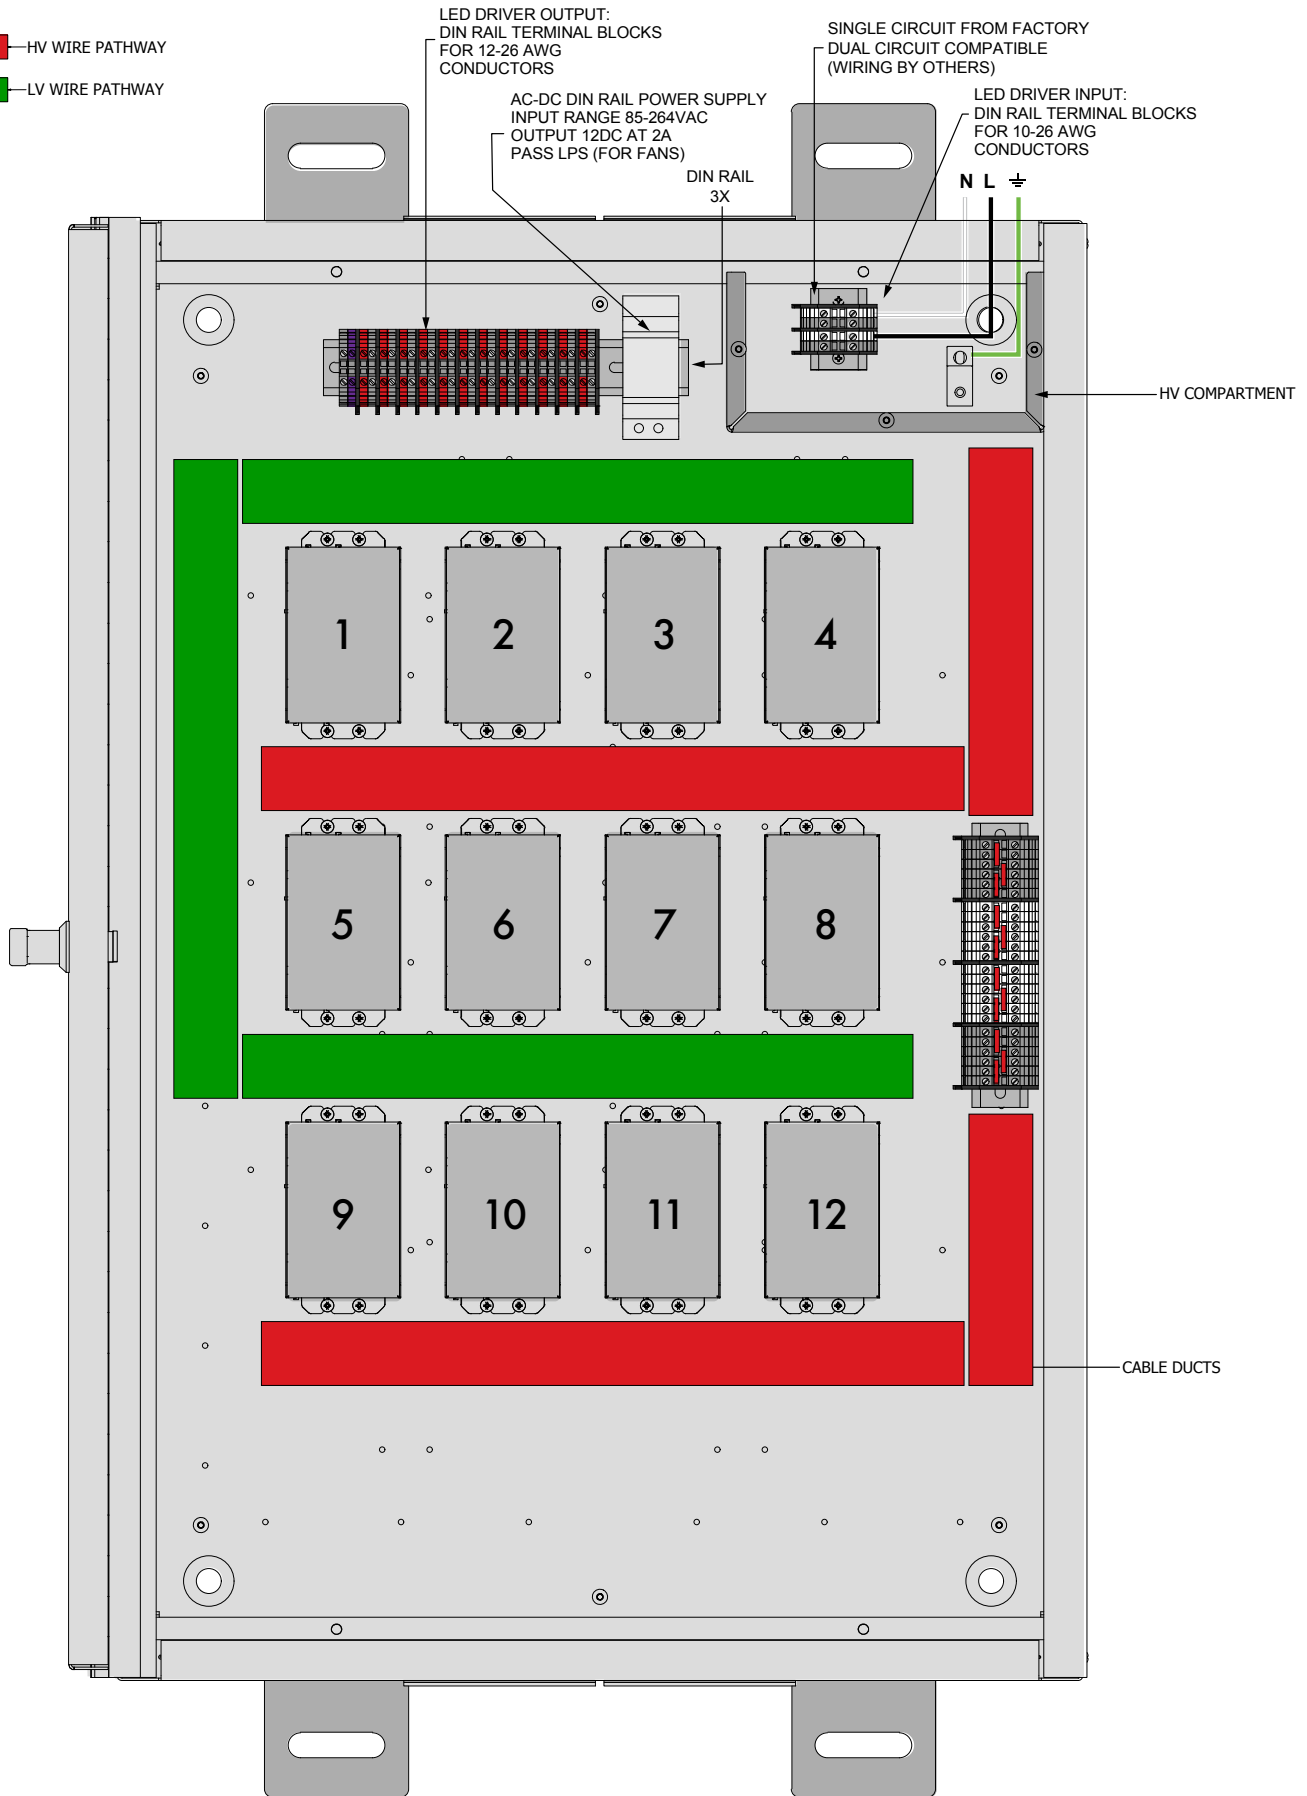 HV WIRE PATHWAY
LV WIRE PATHWAY
LED DRIVER OUTPUT:
DIN RAIL TERMINAL BLOCKS
FOR 12-26 AWG
CONDUCTORS
AC-DC DIN RAIL POWER SUPPLY
INPUT RANGE 85-264VAC
OUTPUT 12DC AT 2A
PASS LPS (FOR FANS)
DIN RAIL
3X
SINGLE CIRCUIT FROM FACTORY
DUAL CIRCUIT COMPATIBLE
(WIRING BY OTHERS)
LED DRIVER INPUT:
DIN RAIL TERMINAL BLOCKS
FOR 10-26 AWG
CONDUCTORS
N L
HV COMPARTMENT
1 2 3 4
5 6 7 8
9 10 11 12
CABLE DUCTS